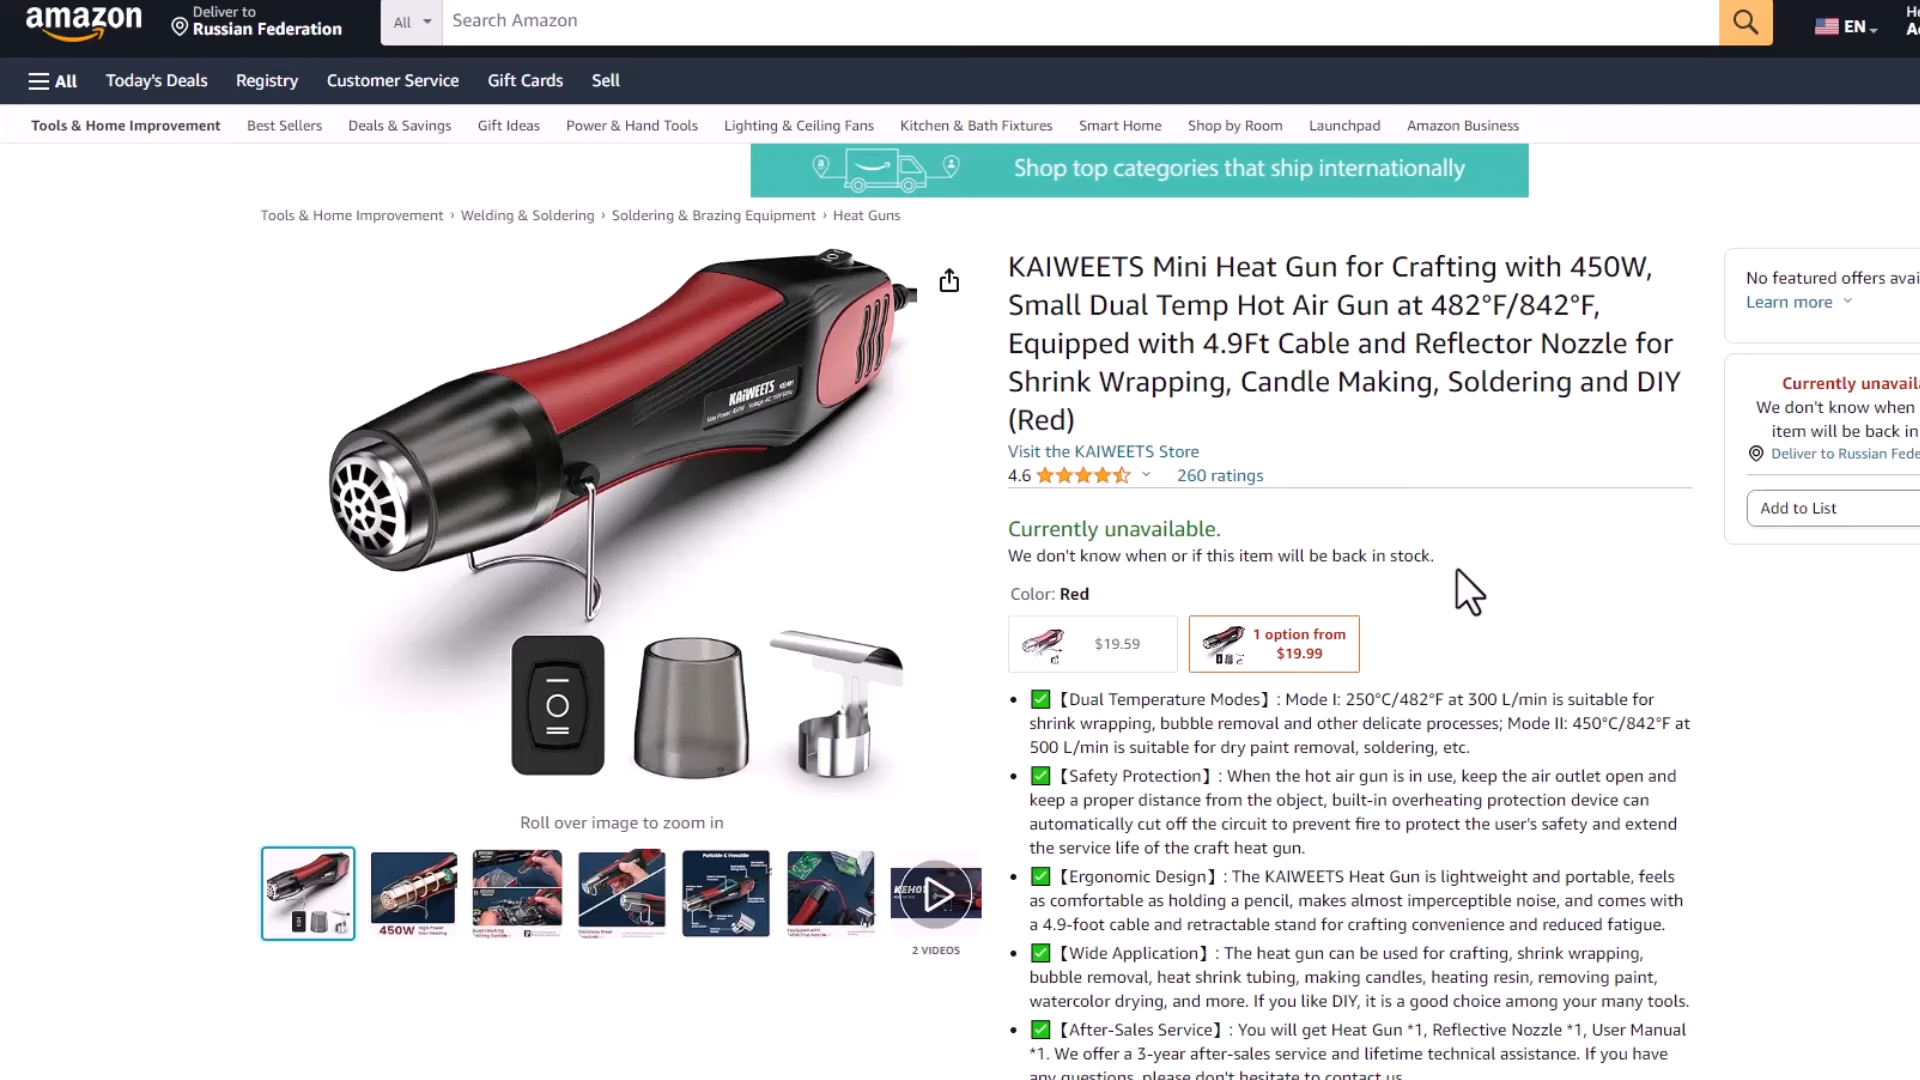 amazon
Deliver to
Russian Federation
All
Search Amazon
EN
All
Today's Deals
Registry
Customer Service
Gift Cards
Sell
Tools & Home Improvement
Best Sellers
Deals & Savings
Gift Ideas
Power & Hand Tools
Lighting & Ceiling Fans
Kitchen & Bath Fixtures
Smart Home
Shop by Room
Launchpad
Amazon Business
Shop top categories that ship internationally
Tools & Home Improvement › Welding & Soldering › Soldering & Brazing Equipment › Heat Guns
KAIWEETS
Roll over image to zoom in
450W
Portable & Versatile
2 VIDEOS
KAIWEETS Mini Heat Gun for Crafting with 450W,
Small Dual Temp Hot Air Gun at 482°F/842°F,
Equipped with 4.9Ft Cable and Reflector Nozzle for
Shrink Wrapping, Candle Making, Soldering and DIY
(Red)
Visit the KAIWEETS Store
4.6
260 ratings
Currently unavailable.
We don't know when or if this item will be back in stock.
Color: Red
$19.59
1 option from
$19.99
【Dual Temperature Modes】: Mode I: 250°C/482°F at 300 L/min is suitable for
shrink wrapping, bubble removal and other delicate processes; Mode II: 450°C/842°F at
500 L/min is suitable for dry paint removal, soldering, etc.
【Safety Protection】: When the hot air gun is in use, keep the air outlet open and
keep a proper distance from the object, built-in overheating protection device can
automatically cut off the circuit to prevent fire to protect the user's safety and extend
the service life of the craft heat gun.
【Ergonomic Design】: The KAIWEETS Heat Gun is lightweight and portable, feels
as comfortable as holding a pencil, makes almost imperceptible noise, and comes with
a 4.9-foot cable and retractable stand for crafting convenience and reduced fatigue.
【Wide Application】: The heat gun can be used for crafting, shrink wrapping,
bubble removal, heat shrink tubing, making candles, heating resin, removing paint,
watercolor drying, and more. If you like DIY, it is a good choice among your many tools.
【After-Sales Service】: You will get Heat Gun *1, Reflective Nozzle *1, User Manual
*1. We offer a 3-year after-sales service and lifetime technical assistance. If you have
any questions, please don't hesitate to contact us.
No featured offers avai
Learn more
Currently unavaila
We don't know when
item will be back in
Deliver to Russian Fede
Add to List